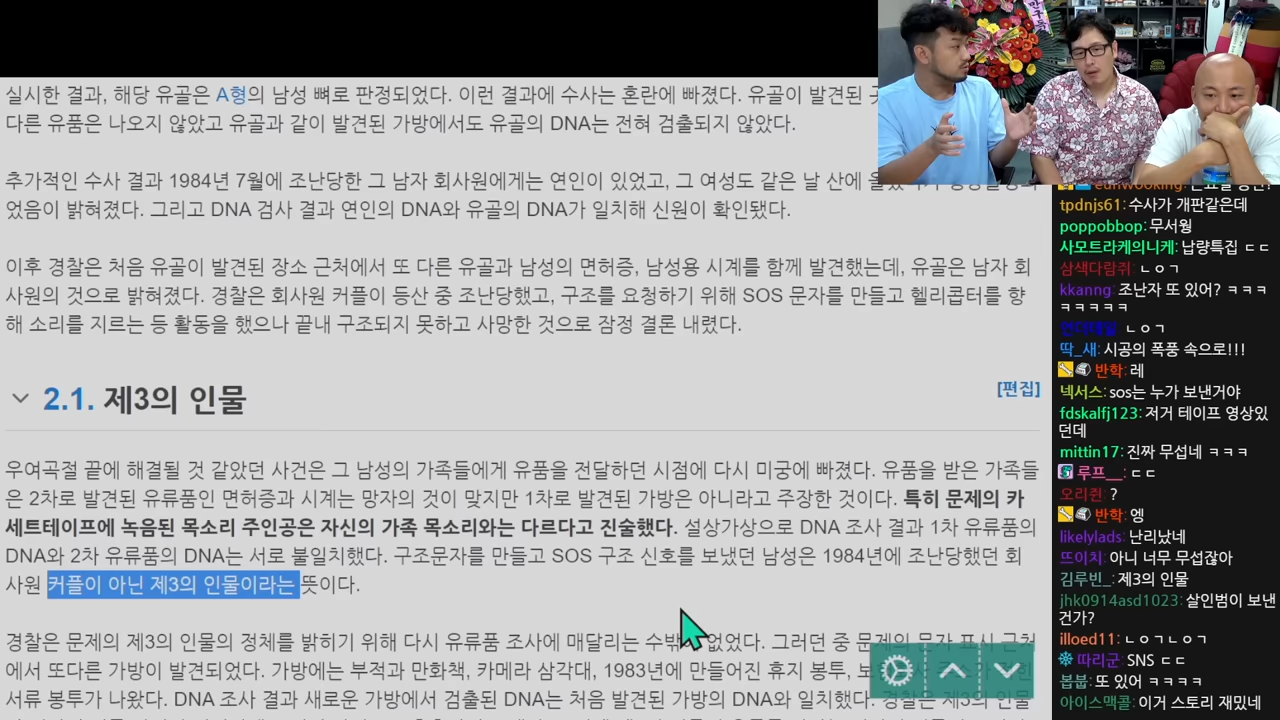 실시한 결과, 해당 유골은 A형의 남성 뼈로 판정되었다. 이런 결과에 수사는 혼란에 빠졌다. 유골이 발견된
다른 유품은 나오지 않았고 유골과 같이 발견된 가방에서도 유골의 DNA는 전혀 검출되지 않았다.
추가적인 수사 결과 1984년 7월에 조난당한 그 남자 회사원에게는 연인이 있었고, 그 여성도 같은 날 산에
었음이 밝혀졌다. 그리고 DNA 검사 결과 연인의 DNA와 유골의 DNA가 일치해 신원이 확인됐다.
이후 경찰은 처음 유골이 발견된 장소 근처에서 또 다른 유골과 남성의 면허증, 남성용 시계를 함께 발견했는데, 유골은 남자 회
사원의 것으로 밝혀졌다. 경찰은 회사원 커플이 등산 중 조난당했고, 구조를 요청하기 위해 SOS 문자를 만들고 헬리콥터를 향
해 소리를 지르는 등 활동을 했으나 끝내 구조되지 못하고 사망한 것으로 잠정 결론 내렸다.
2.1. 제3의 인물
[편집]
우여곡절 끝에 해결될 것 같았던 사건은 그 남성의 가족들에게 유품을 전달하던 시점에 다시 미궁에 빠졌다. 유품을 받은 가족들
은 2차로 발견된 유류품인 면허증과 시계는 망자의 것이 맞지만 1차로 발견된 가방은 아니라고 주장한 것이다. 특히 문제의 카
세트테이프에 녹음된 목소리 주인공은 자신의 가족 목소리와는 다르다고 진술했다. 설상가상으로 DNA 조사 결과 1차 유류품의
DNA와 2차 유류품의 DNA는 서로 불일치했다. 구조문자를 만들고 SOS 구조 신호를 보냈던 남성은 1984년에 조난당했던 회
사원 커플이 아닌 제3의 인물이라는 뜻이다.
경찰은 문제의 제3의 인물의 정체를 밝히기 위해 다시 유류품 조사에 매달리는 수밖에 없었다. 그러던 중 문제의 문자 표시 근처
에서 또다른 가방이 발견되었다. 가방에는 부 화책, 카메라 삼각대, 1983년에 만들어진 휴지 봉투,
서류 봉투가 나왔다. DNA 조사 결과 새로운 가방에서 검출된 DNA는 처음 발견된 가방의 DNA와 일치했다. 경찰은 제3의 인물
eunwooking:
tpdnjs61: 수사가 개판같은데
poppobbop: 무서웡
사모트라케의니케: 납량특집 ㄷㄷ
삼색다람쥐: ㄴㅇㄱ
kkanng: 조난자 또 있어? ㅋㅋㅋ
ㅋㅋㅋㅋㅋ
ㄴㅇㄱ
딱_새: 시공의 폭풍 속으로!!!
반학: 레
넥서스: sos는 누가 보낸거야
fdskalfj123: 저거 테이프 영상있
던데
mittin17: 진짜 무섭네 ㅋㅋㅋ
루프__: ㄷㄷ
오리쥔: ?
반학: 엥
likelylads: 난리났네
뜨이치: 아니 너무 무섭잖아
김루빈_: 제3의 인물
jhk0914asd1023: 살인범이 보낸
건가?
illoed11: ㄴㅇㄱㄴㅇㄱ
따리군: SNS ㄷㄷ
봅붑: 또 있어 ㅋㅋㅋㅋ
아이스맥콜: 이거 스토리 재밌네